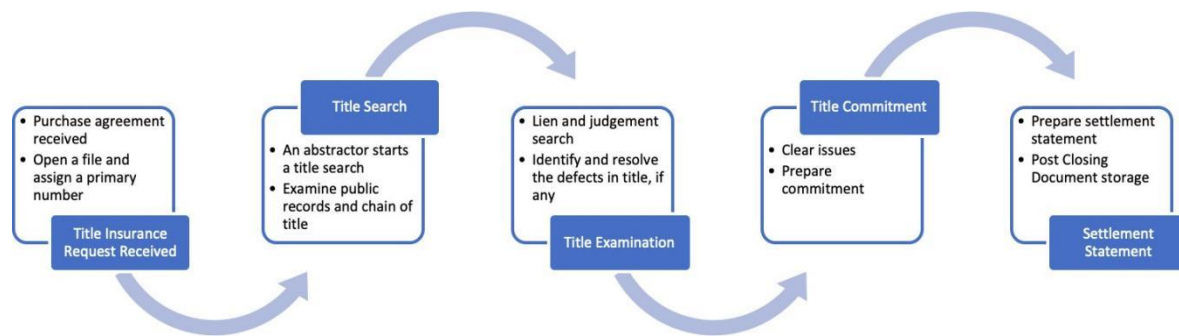 • Purchase agreement
received
• Open a file and
assign a primary
number
Title Insurance
Request Received
Title Search
• An abstractor starts
a title search
• Examine public
records and chain of
title
• Lien and judgement
search
• Identify and resolve
the defects in title, if
any
Title Examination
Title Commitment
• Clear issues
• Prepare
commitment
• Prepare settlement
statement
• Post Closing
Document storage
Settlement
Statement